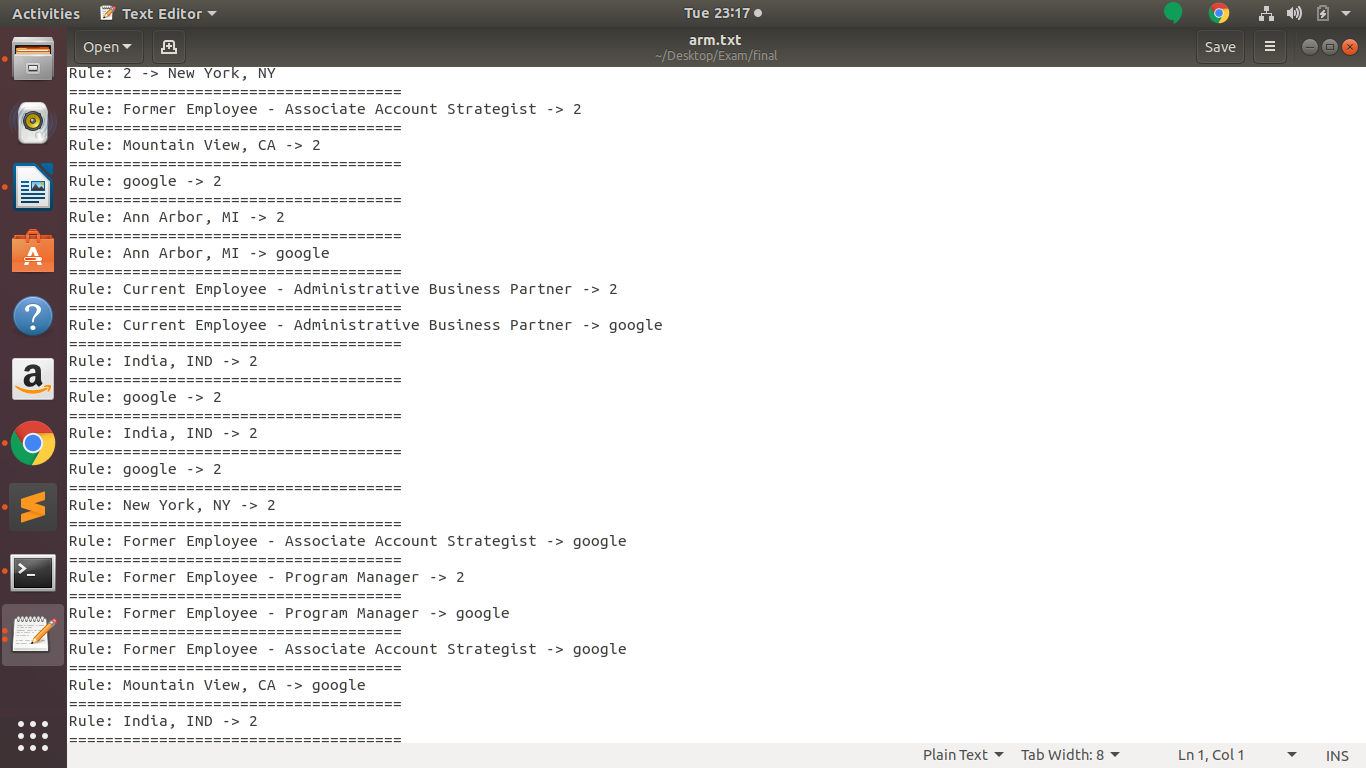 Activities Text Editor Tue 23:17
Open arm.txt Save
~/Desktop/Exam/final
Rule: 2 -> New York, NY
=====================================
Rule: Former Employee - Associate Account Strategist -> 2
=====================================
Rule: Mountain View, CA -> 2
=====================================
Rule: google -> 2
=====================================
Rule: Ann Arbor, MI -> 2
=====================================
Rule: Ann Arbor, MI -> google
=====================================
Rule: Current Employee - Administrative Business Partner -> 2
=====================================
Rule: Current Employee - Administrative Business Partner -> google
=====================================
Rule: India, IND -> 2
=====================================
Rule: google -> 2
=====================================
Rule: India, IND -> 2
=====================================
Rule: google -> 2
=====================================
Rule: New York, NY -> 2
=====================================
Rule: Former Employee - Associate Account Strategist -> google
=====================================
Rule: Former Employee - Program Manager -> 2
=====================================
Rule: Former Employee - Program Manager -> google
=====================================
Rule: Former Employee - Associate Account Strategist -> google
=====================================
Rule: Mountain View, CA -> google
=====================================
Rule: India, IND -> 2
=====================================
Plain Text Tab Width: 8 Ln 1, Col 1 INS